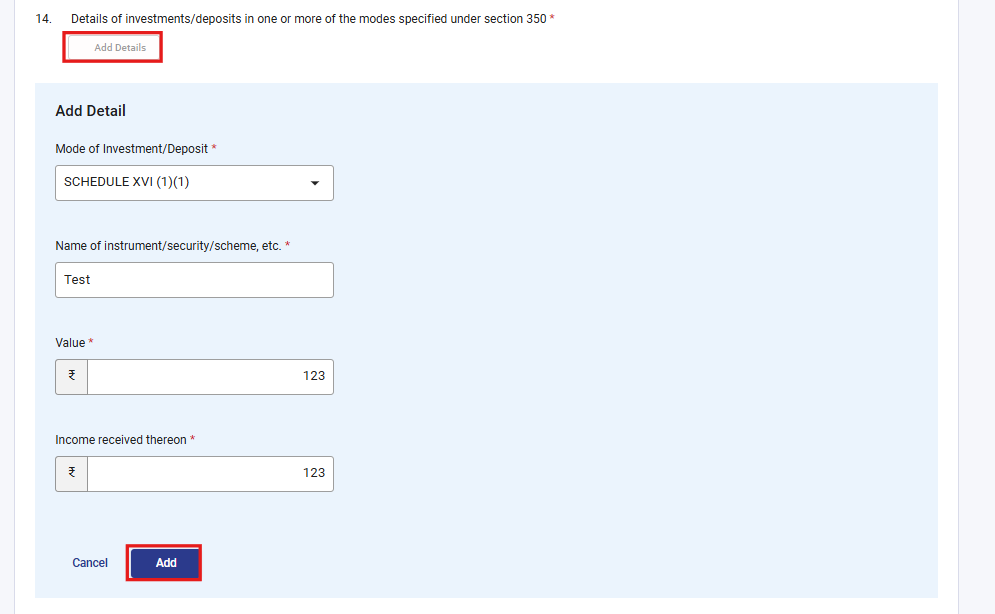 14. Details of investments/deposits in one or more of the modes specified under section 350 *
Add Details
Add Detail
Mode of Investment/Deposit *
SCHEDULE XVI (1)(1)
Name of instrument/security/scheme, etc. *
Test
Value *
₹ 123
Income received thereon *
₹ 123
Cancel Add